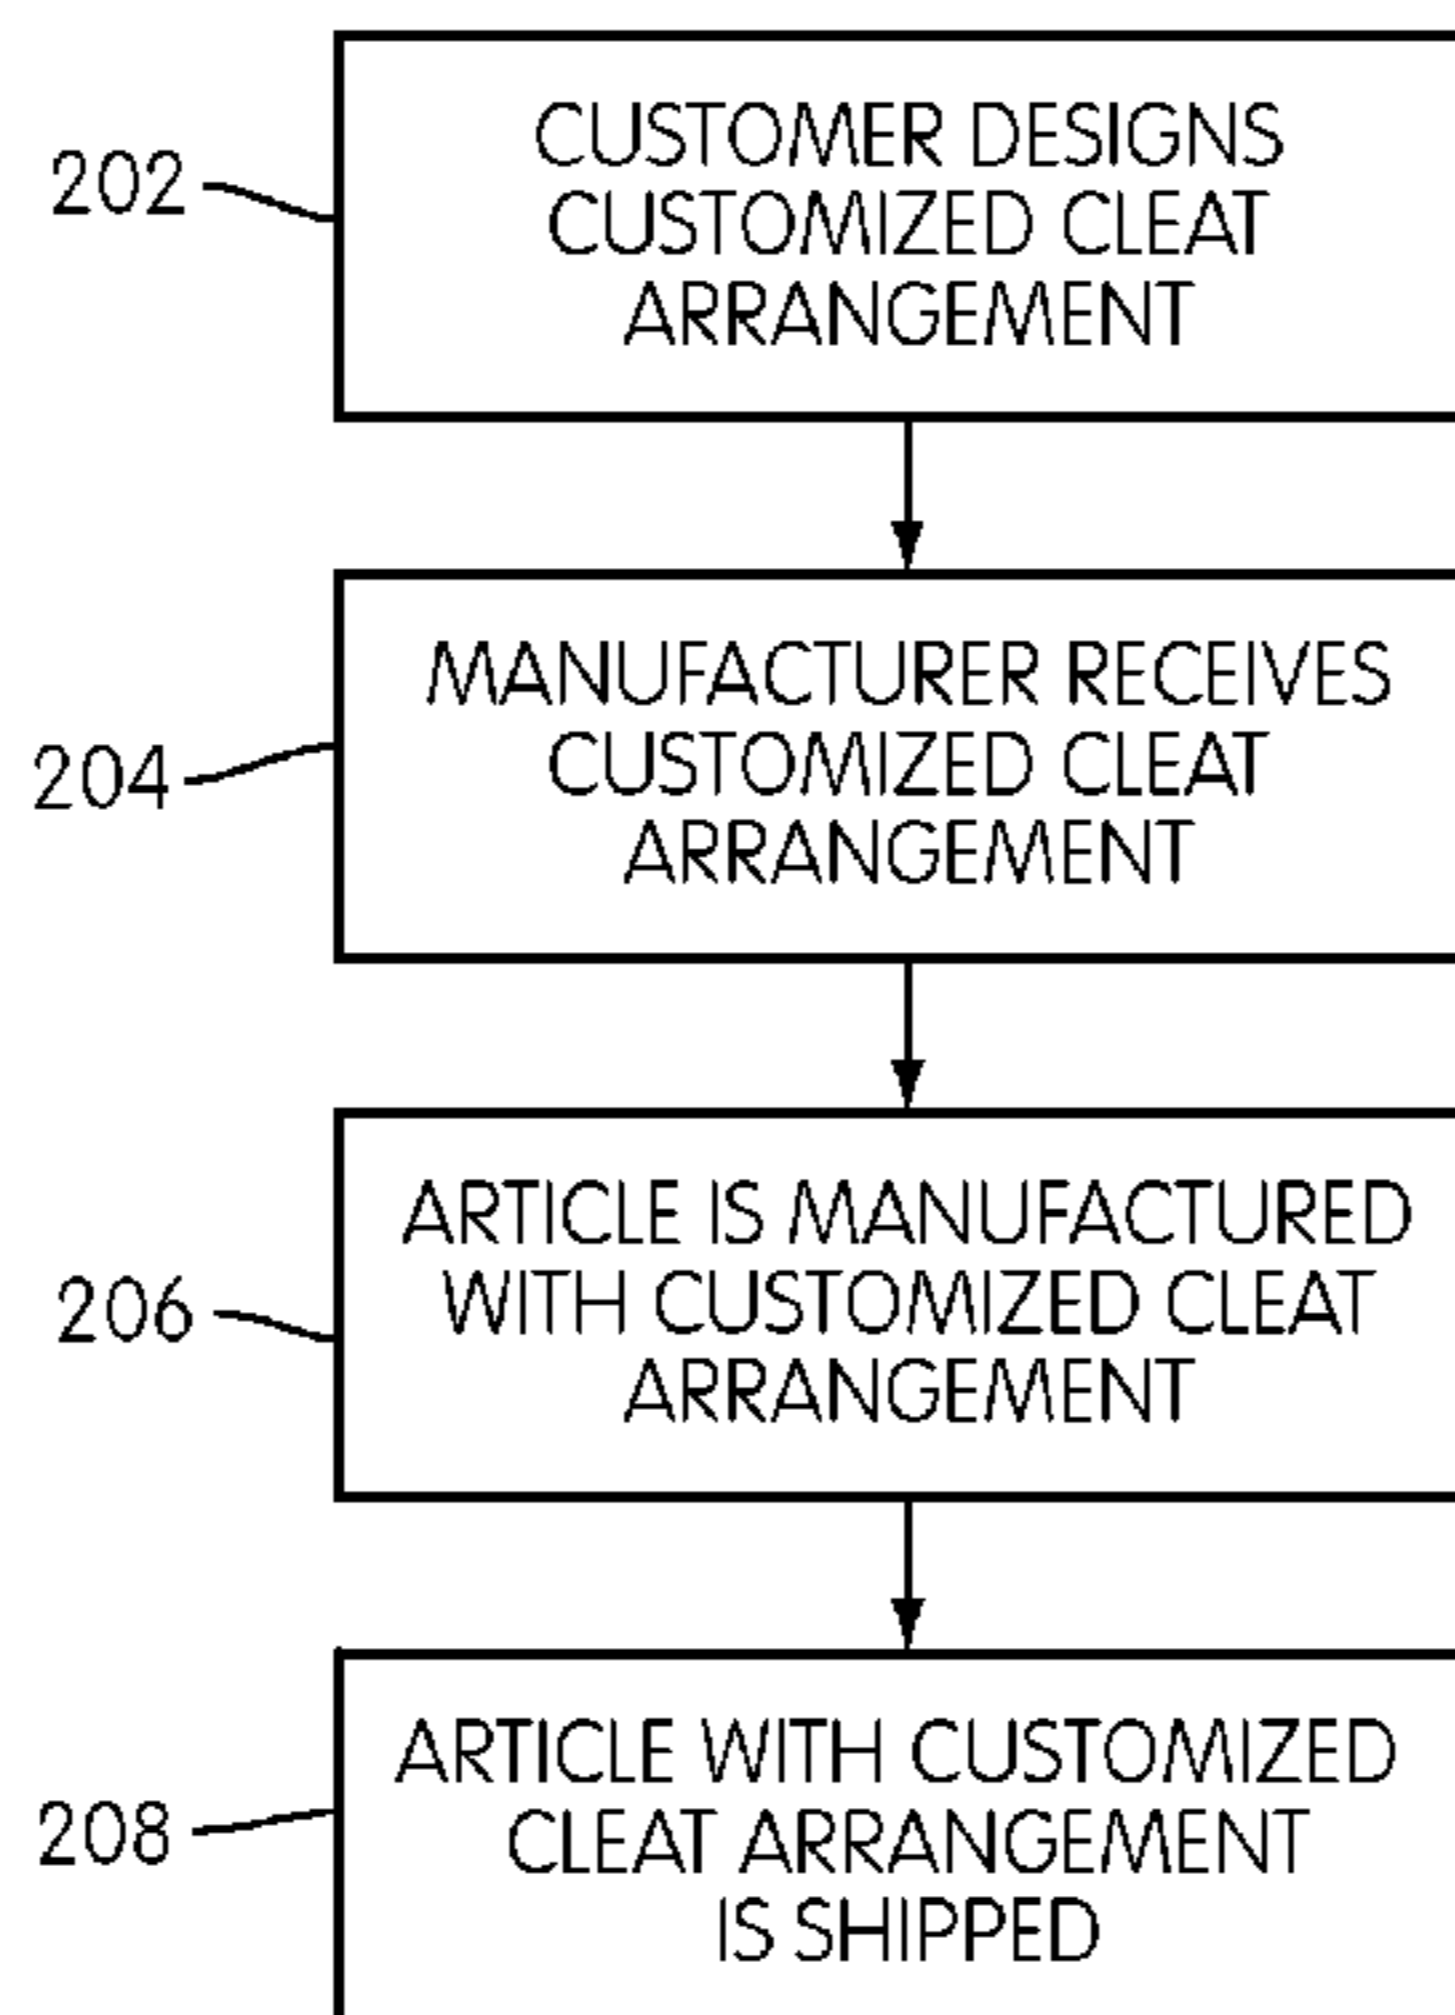 202
CUSTOMER DESIGNS
CUSTOMIZED CLEAT
ARRANGEMENT
204
MANUFACTURER RECEIVES
CUSTOMIZED CLEAT
ARRANGEMENT
206
ARTICLE IS MANUFACTURED
WITH CUSTOMIZED CLEAT
ARRANGEMENT
208
ARTICLE WITH CUSTOMIZED
CLEAT ARRANGEMENT
IS SHIPPED